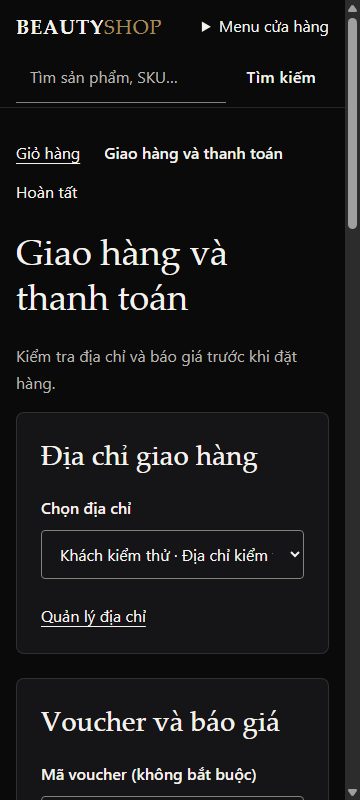 BEAUTYSHOP
▶ Menu cửa hàng
Tìm sản phẩm, SKU...
Tìm kiếm
Giỏ hàng
Giao hàng và thanh toán
Hoàn tất
Giao hàng và
thanh toán
Kiểm tra địa chỉ và báo giá trước khi đặt
hàng.
Địa chỉ giao hàng
Chọn địa chỉ
Khách kiểm thử · Địa chỉ kiểm
Quản lý địa chỉ
Voucher và báo giá
Mã voucher (không bắt buộc)